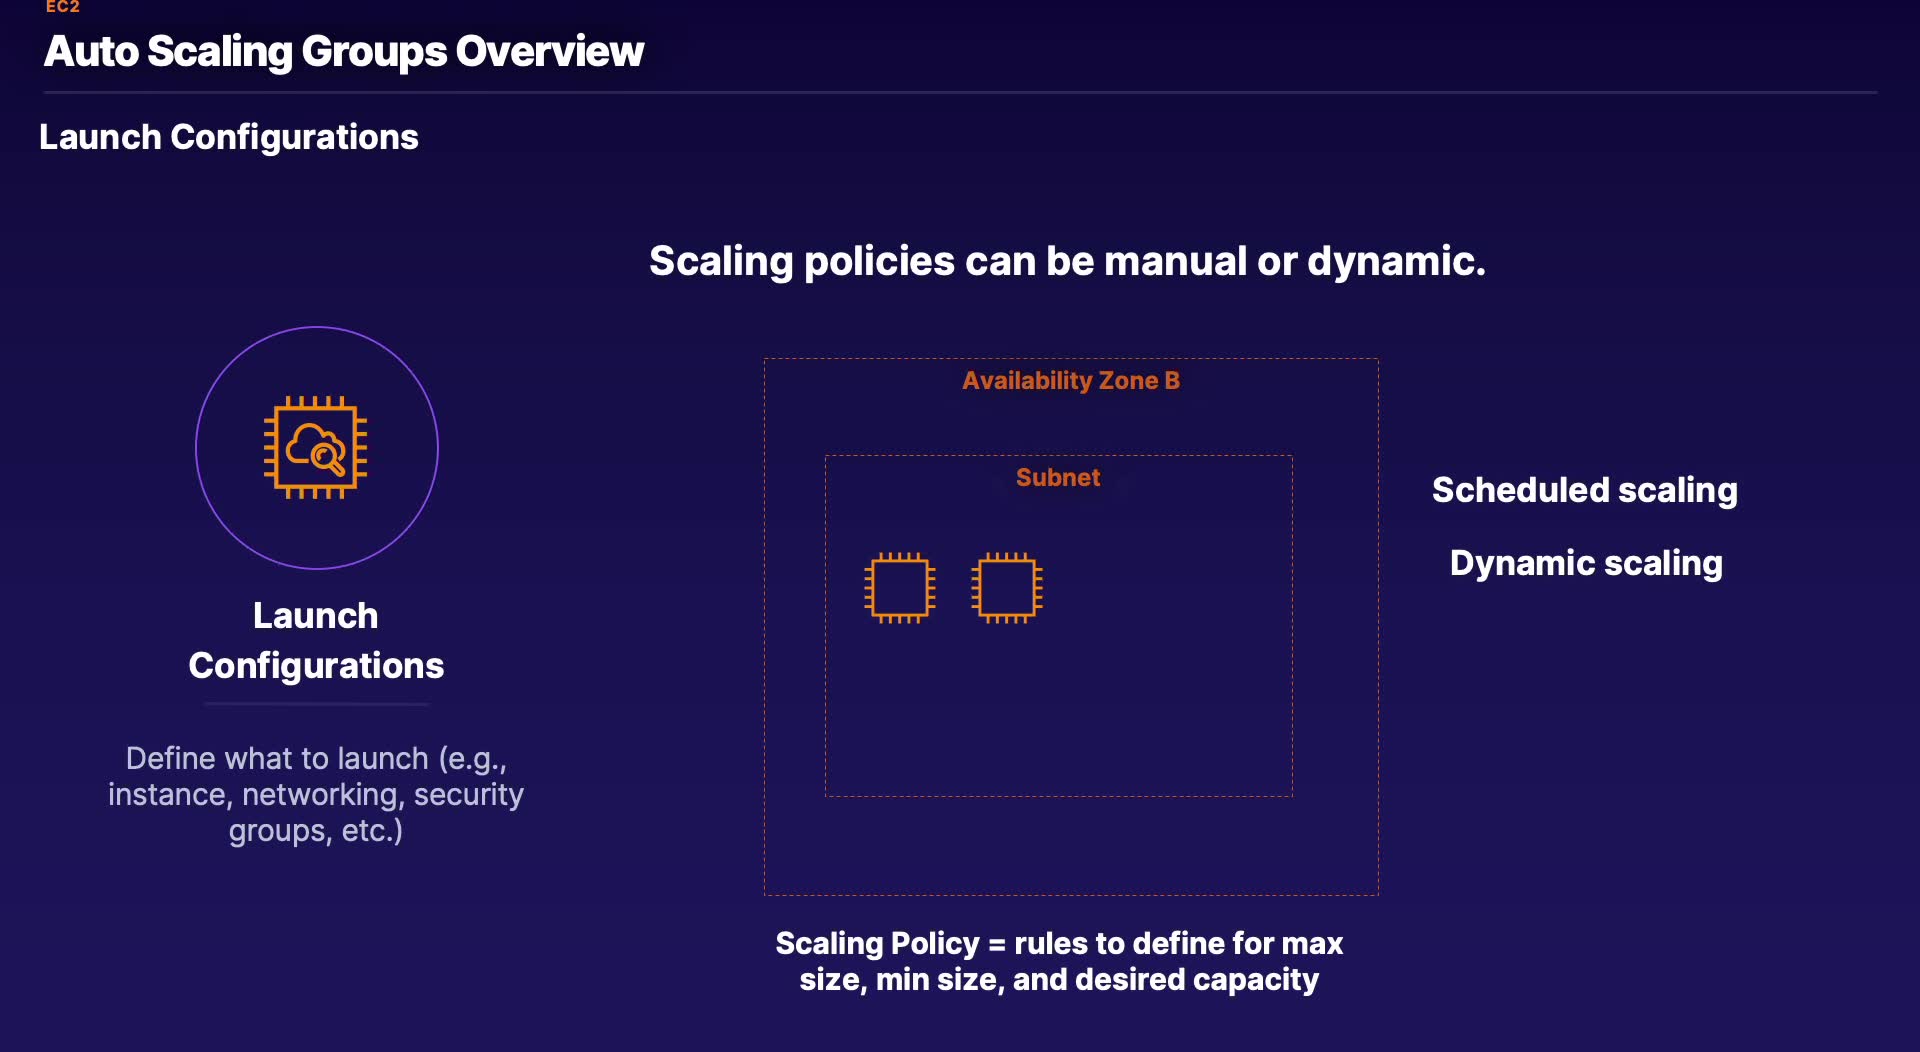 EC2
Auto Scaling Groups Overview
Launch Configurations
Scaling policies can be manual or dynamic.
Launch
Configurations
Define what to launch (e.g.,
instance, networking, security
groups, etc.)
Availability Zone B
Subnet
Scaling Policy = rules to define for max
size, min size, and desired capacity
Scheduled scaling
Dynamic scaling